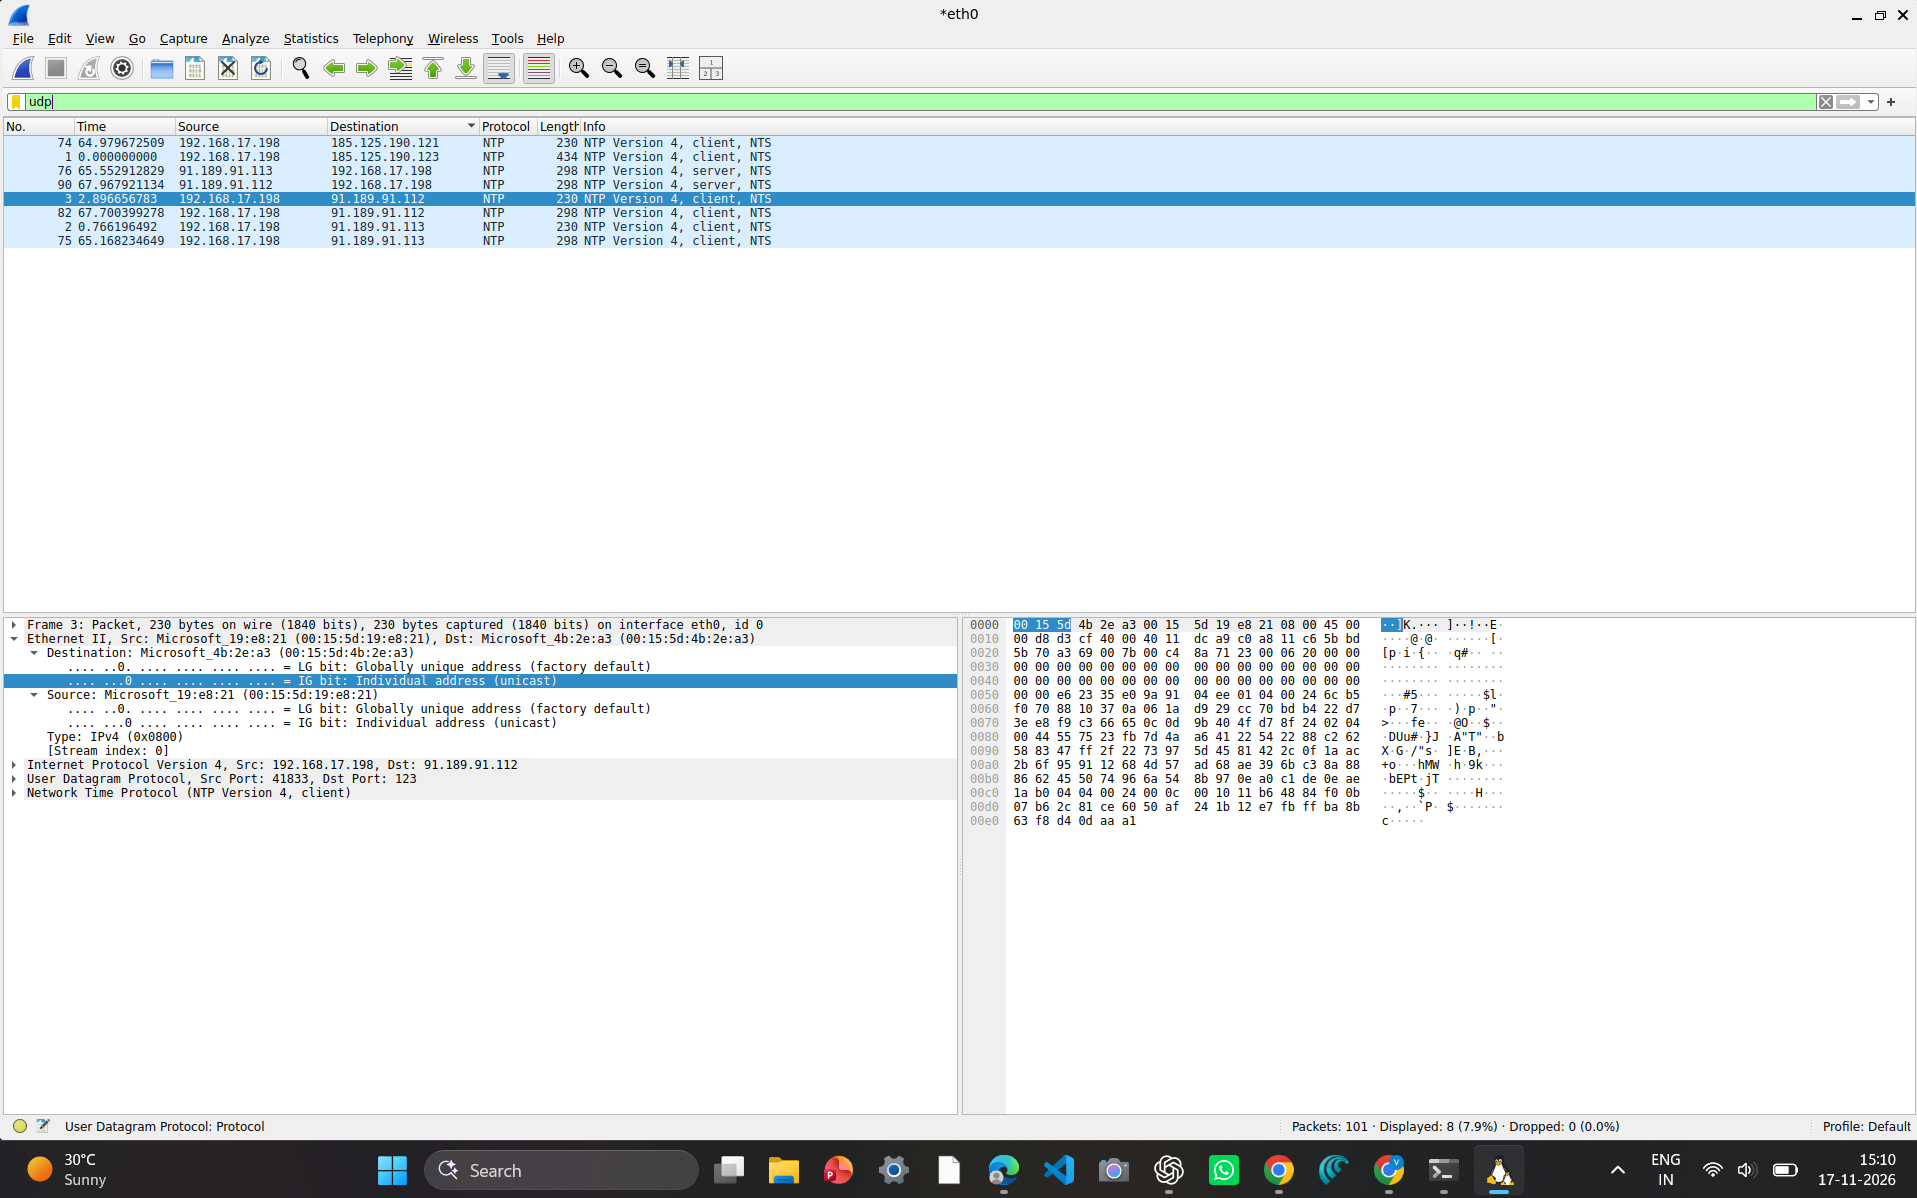 *eth0
File Edit View Go Capture Analyze Statistics Telephony Wireless Tools Help
udp
No. Time Source Destination Protocol Length Info
74 64.979672509 192.168.17.198 185.125.190.121 NTP 230 NTP Version 4, client, NTS
1 0.000000000 192.168.17.198 185.125.190.123 NTP 434 NTP Version 4, client, NTS
76 65.552912829 91.189.91.113 192.168.17.198 NTP 298 NTP Version 4, server, NTS
90 67.967921134 91.189.91.112 192.168.17.198 NTP 298 NTP Version 4, server, NTS
3 2.896656783 192.168.17.198 91.189.91.112 NTP 230 NTP Version 4, client, NTS
82 67.700399278 192.168.17.198 91.189.91.112 NTP 298 NTP Version 4, client, NTS
2 0.766196492 192.168.17.198 91.189.91.113 NTP 230 NTP Version 4, client, NTS
75 65.168234649 192.168.17.198 91.189.91.113 NTP 298 NTP Version 4, client, NTS
Frame 3: Packet, 230 bytes on wire (1840 bits), 230 bytes captured (1840 bits) on interface eth0, id 0
Ethernet II, Src: Microsoft_19:e8:21 (00:15:5d:19:e8:21), Dst: Microsoft_4b:2e:a3 (00:15:5d:4b:2e:a3)
Destination: Microsoft_4b:2e:a3 (00:15:5d:4b:2e:a3)
.... ..0. .... .... .... .... = LG bit: Globally unique address (factory default)
.... ...0 .... .... .... .... = IG bit: Individual address (unicast)
Source: Microsoft_19:e8:21 (00:15:5d:19:e8:21)
.... ..0. .... .... .... .... = LG bit: Globally unique address (factory default)
.... ...0 .... .... .... .... = IG bit: Individual address (unicast)
Type: IPv4 (0x0800)
[Stream index: 0]
Internet Protocol Version 4, Src: 192.168.17.198, Dst: 91.189.91.112
User Datagram Protocol, Src Port: 41833, Dst Port: 123
Network Time Protocol (NTP Version 4, client)
0000 00 15 5d 4b 2e a3 00 15 5d 19 e8 21 08 00 45 00 ··]K.··· ]··!··E·
0010 00 d8 d3 cf 40 00 40 11 dc a9 c0 a8 11 c6 5b bd ····@·@· ······[·
0020 5b 70 a3 69 00 7b 00 c4 8a 71 23 00 06 20 00 00 [p·i·{·· ·q#·· ··
0030 00 00 00 00 00 00 00 00 00 00 00 00 00 00 00 00 ········ ········
0040 00 00 00 00 00 00 00 00 00 00 00 00 00 00 00 00 ········ ········
0050 00 00 e6 23 35 e0 9a 91 04 ee 01 04 00 24 6c b5 ···#5··· ·····$l·
0060 f0 70 88 10 37 0a 06 1a d9 29 cc 70 bd b4 22 d7 ·p··7··· ·)·p··"·
0070 3e e8 f9 c3 66 65 0c 0d 9b 40 4f d7 8f 24 02 04 >···fe·· ·@O··$··
0080 00 44 55 75 23 fb 7d 4a a6 41 22 54 22 88 c2 62 ·DUu#·}J ·A"T"··b
0090 58 83 47 ff 2f 22 73 97 5d 45 81 42 2c 0f 1a ac X·G·/"s· ]E·B,···
00a0 2b 6f 95 91 12 68 4d 57 ad 68 ae 39 6b c3 8a 88 +o···hMW ·h·9k···
00b0 86 62 45 50 74 96 6a 54 8b 97 0e a0 c1 de 0e ae ·bEPt·jT ········
00c0 1a b0 04 04 00 24 00 0c 00 10 11 b6 48 84 f0 0b ·····$·· ····H···
00d0 07 b6 2c 81 ce 60 50 af 24 1b 12 e7 fb ff ba 8b ··,··`P· $·······
00e0 63 f8 d4 0d aa a1 c·····
User Datagram Protocol: Protocol
Packets: 101 · Displayed: 8 (7.9%) · Dropped: 0 (0.0%)
Profile: Default
30°C
Sunny
Search
ENG
IN
15:10
17-11-2026